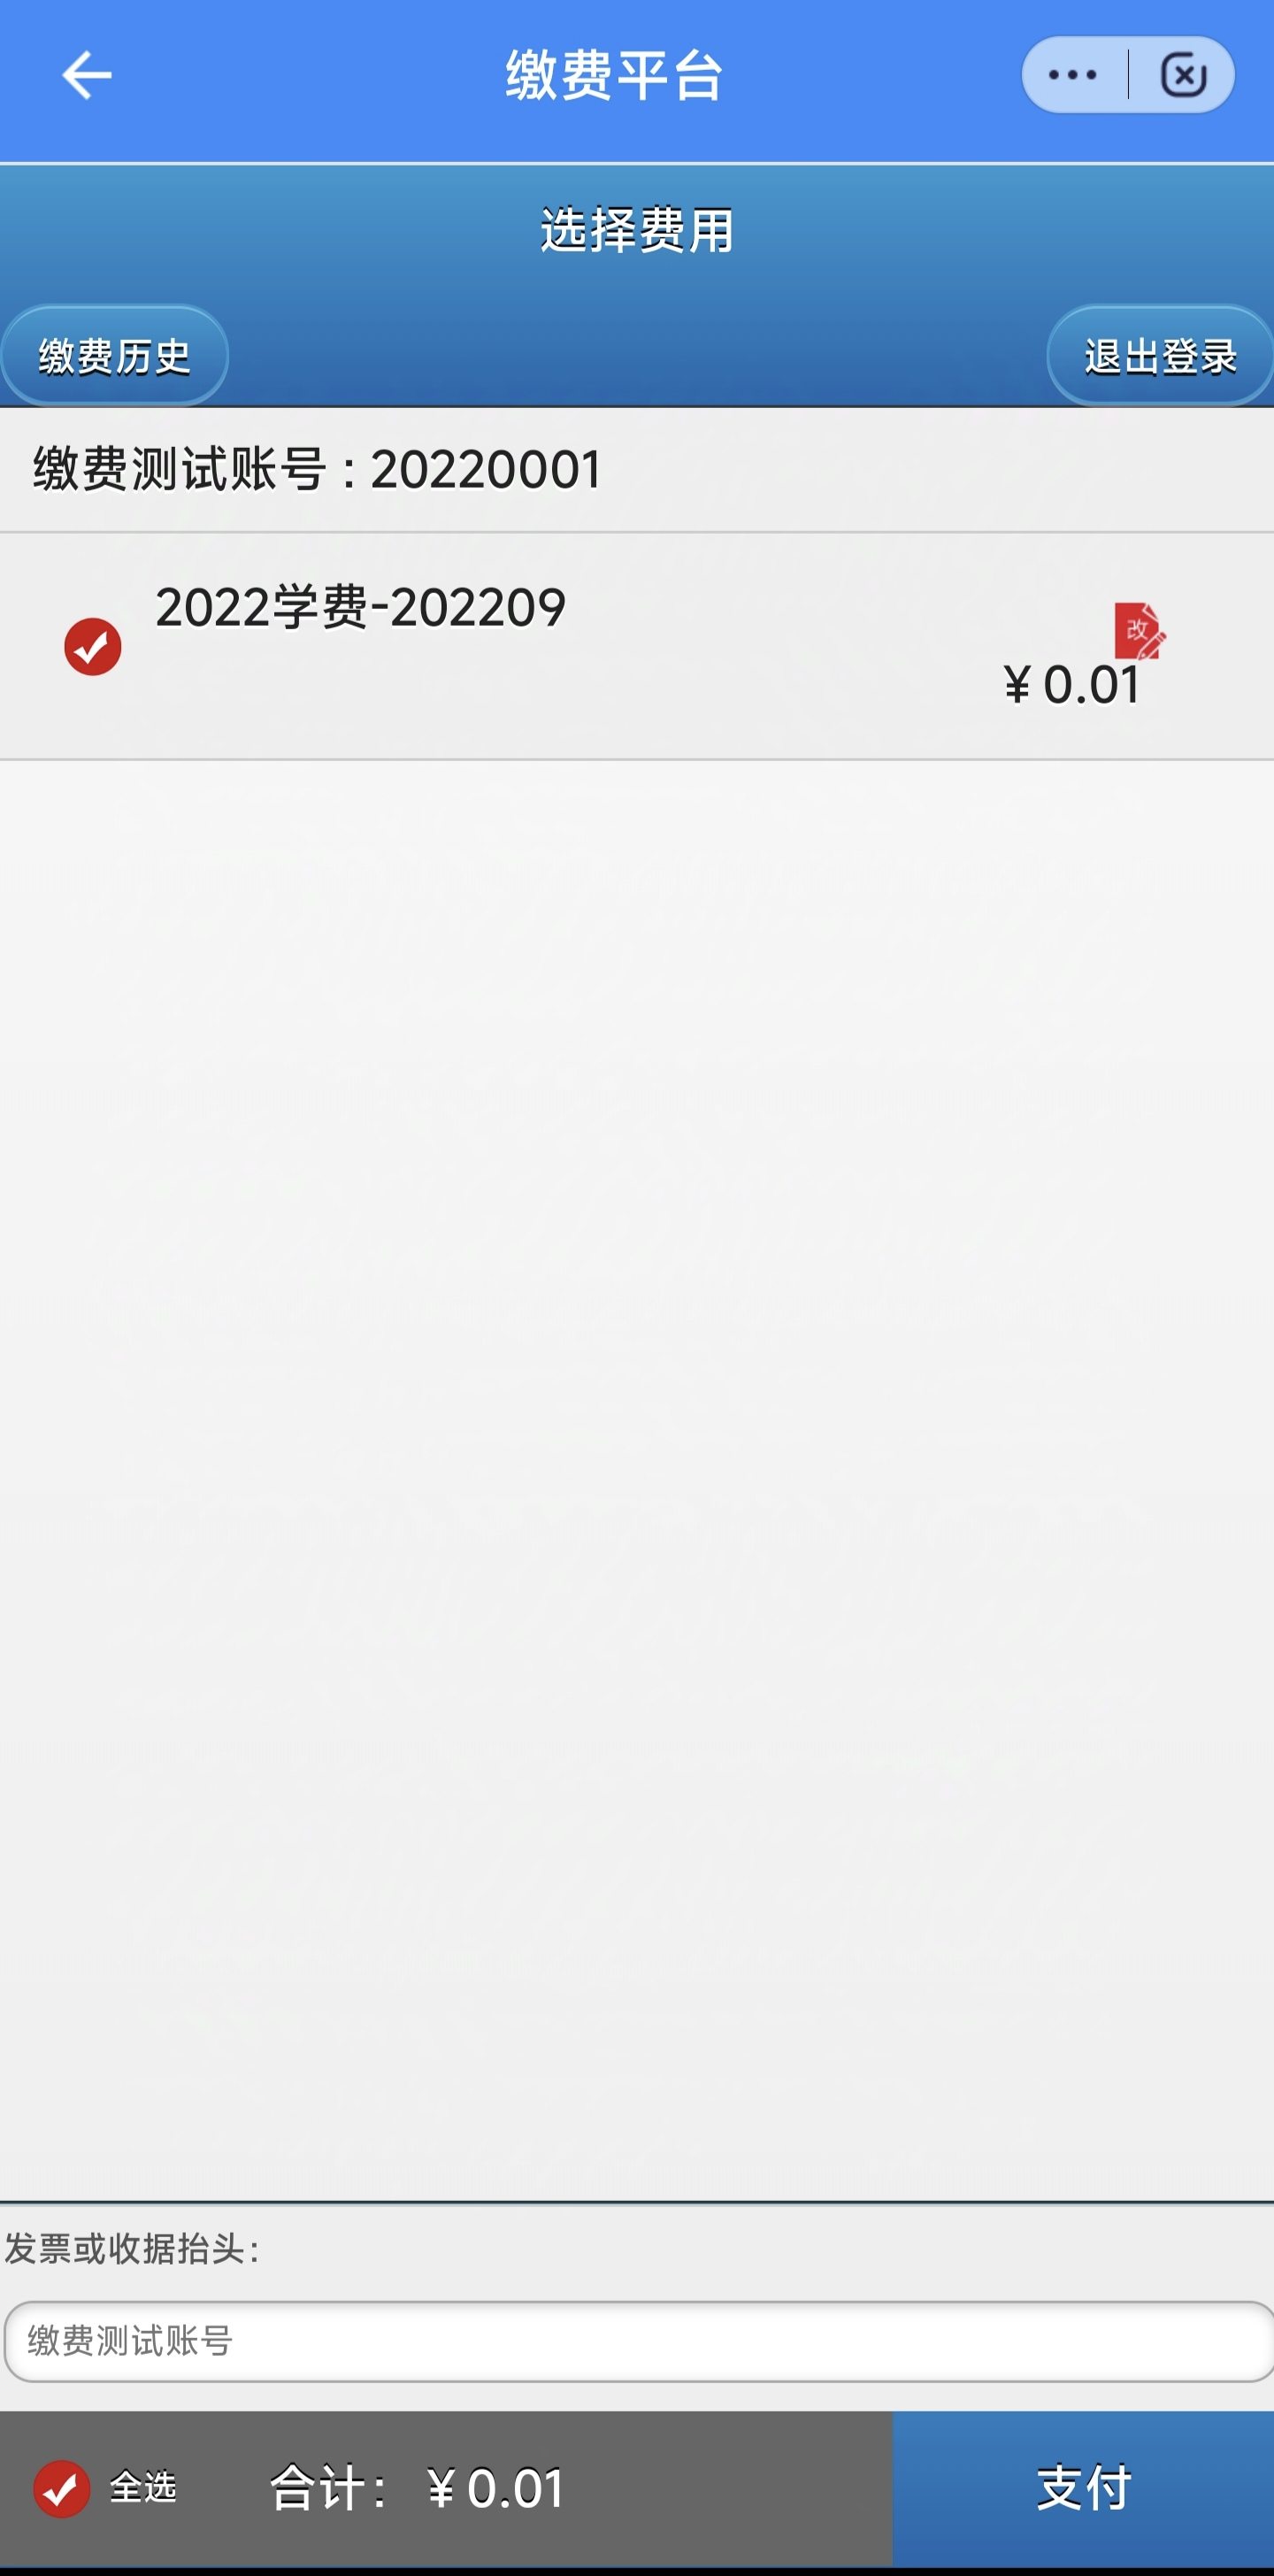 缴费平台
选择费用
缴费历史
退出登录
缴费测试账号 : 20220001
2022学费-202209
改
¥ 0.01
发票或收据抬头：
缴费测试账号
全选
合计： ¥ 0.01
支付